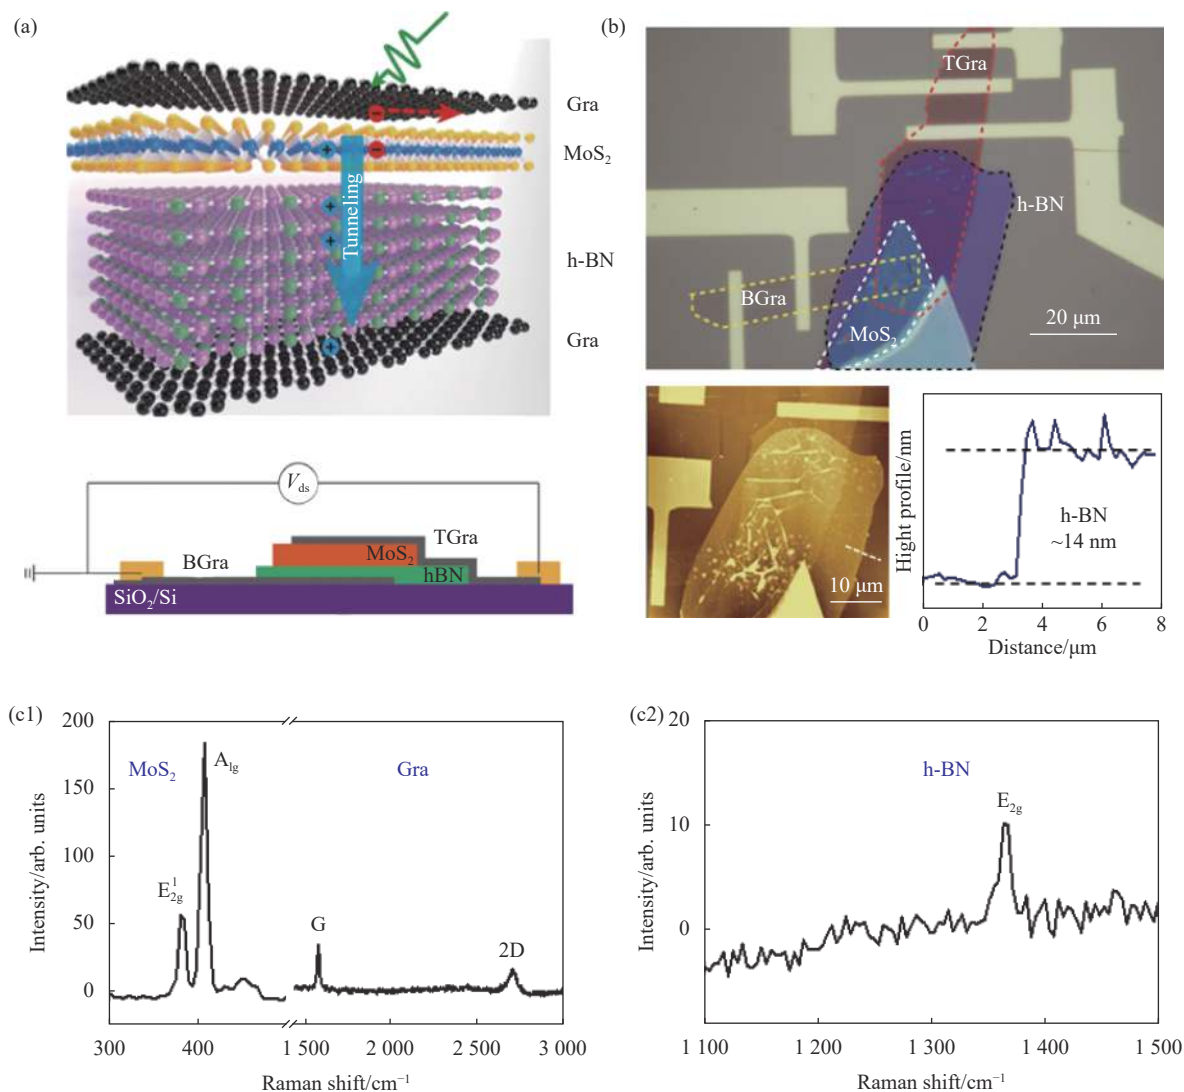 (a)
Gra
MoS₂
Tunneling
h-BN
Gra
V_ds
TGra
BGra
MoS₂
hBN
SiO₂/Si
(b)
TGra
h-BN
BGra
MoS₂
20 μm
10 μm
Hight profile/nm
h-BN
~14 nm
0 2 4 6 8
Distance/μm
(c1)
200
150
100
50
0
Intensity/arb. units
MoS₂
Gra
A₁g
E¹₂g
G
2D
300 400 1 500 2 000 2 500 3 000
Raman shift/cm⁻¹
(c2)
20
10
0
Intensity/arb. units
h-BN
E₂g
1 100 1 200 1 300 1 400 1 500
Raman shift/cm⁻¹